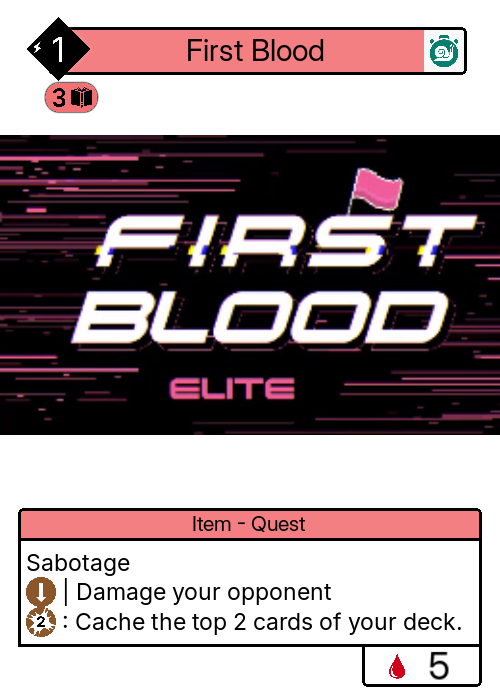 1
First Blood
3
FIRST
BLOOD
ELITE
Item - Quest
Sabotage
| Damage your opponent
2 : Cache the top 2 cards of your deck.
5